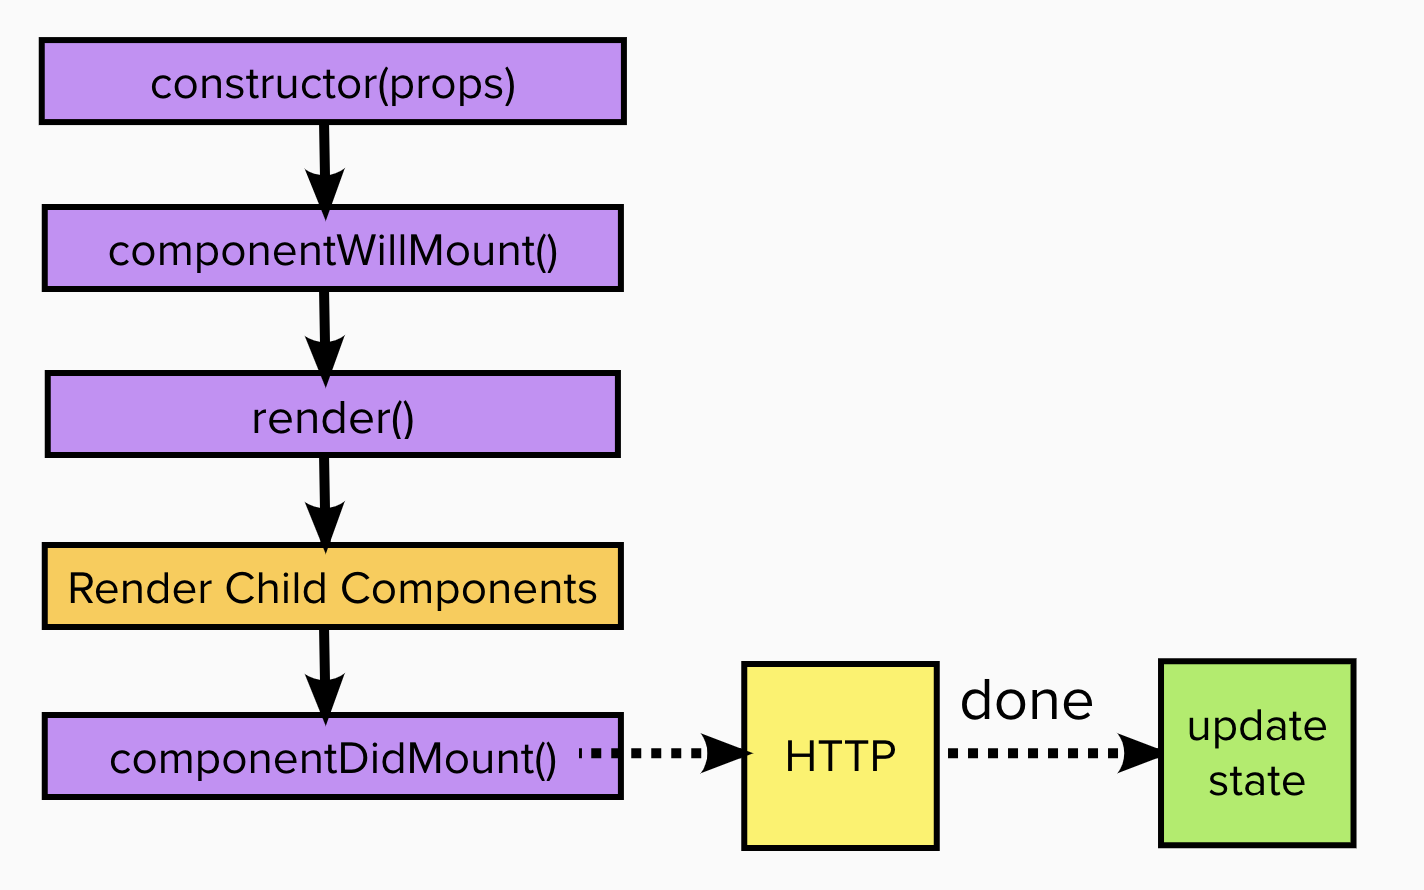 constructor(props)
componentWillMount()
render()
Render Child Components
componentDidMount()
HTTP
done
update
state